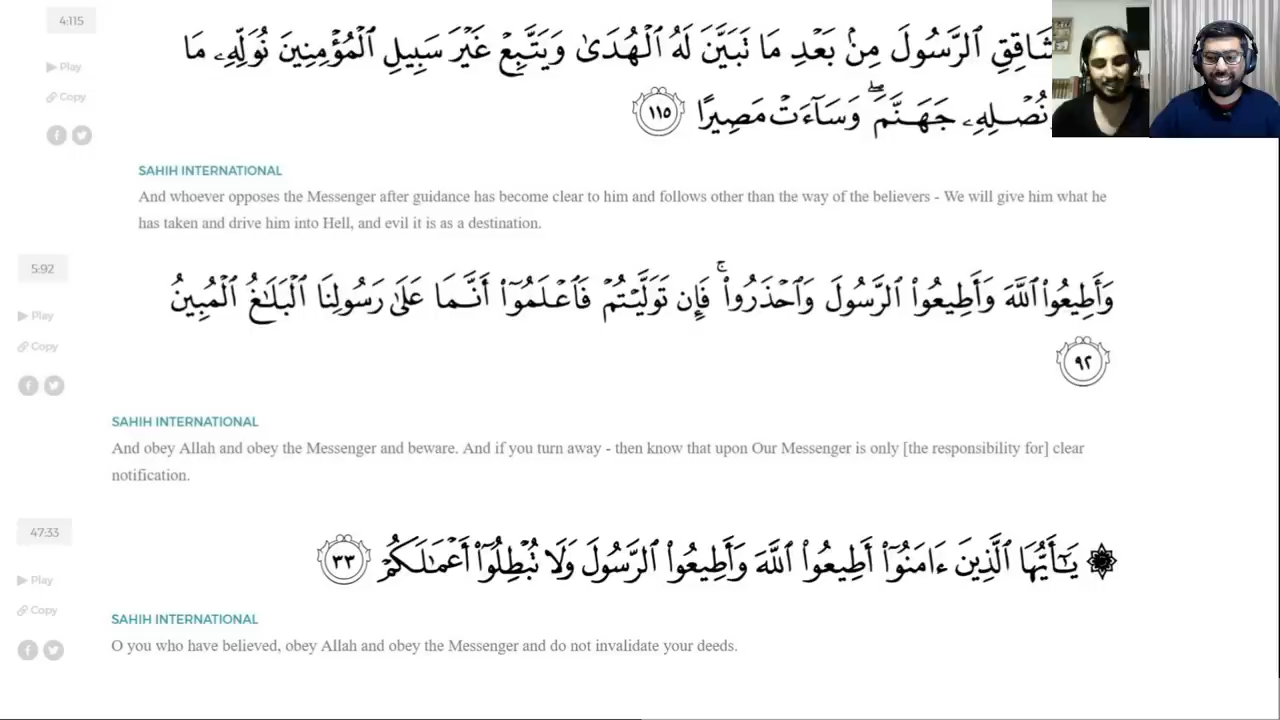 4:115
شَاقِقِ ٱلرَّسُولَ مِنۢ بَعْدِ مَا تَبَيَّنَ لَهُ ٱلْهُدَىٰ وَيَتَّبِعْ غَيْرَ سَبِيلِ ٱلْمُؤْمِنِينَ نُوَلِّهِۦ مَا
Play
Copy
نُصْلِهِۦ جَهَنَّمَ ۖ وَسَآءَتْ مَصِيرًا ١١٥
SAHIH INTERNATIONAL
And whoever opposes the Messenger after guidance has become clear to him and follows other than the way of the believers - We will give him what he
has taken and drive him into Hell, and evil it is as a destination.
5:92
وَأَطِيعُوا۟ ٱللَّهَ وَأَطِيعُوا۟ ٱلرَّسُولَ وَٱحْذَرُوا۟ ۚ فَإِن تَوَلَّيْتُمْ فَٱعْلَمُوٓا۟ أَنَّمَا عَلَىٰ رَسُولِنَا ٱلْبَلَـٰغُ ٱلْمُبِينُ
Play
Copy
٩٢
SAHIH INTERNATIONAL
And obey Allah and obey the Messenger and beware. And if you turn away - then know that upon Our Messenger is only [the responsibility for] clear
notification.
47:33
يَـٰٓأَيُّهَا ٱلَّذِينَ ءَامَنُوٓا۟ أَطِيعُوا۟ ٱللَّهَ وَأَطِيعُوا۟ ٱلرَّسُولَ وَلَا تُبْطِلُوٓا۟ أَعْمَـٰلَكُمْ ٣٣
Play
Copy
SAHIH INTERNATIONAL
O you who have believed, obey Allah and obey the Messenger and do not invalidate your deeds.